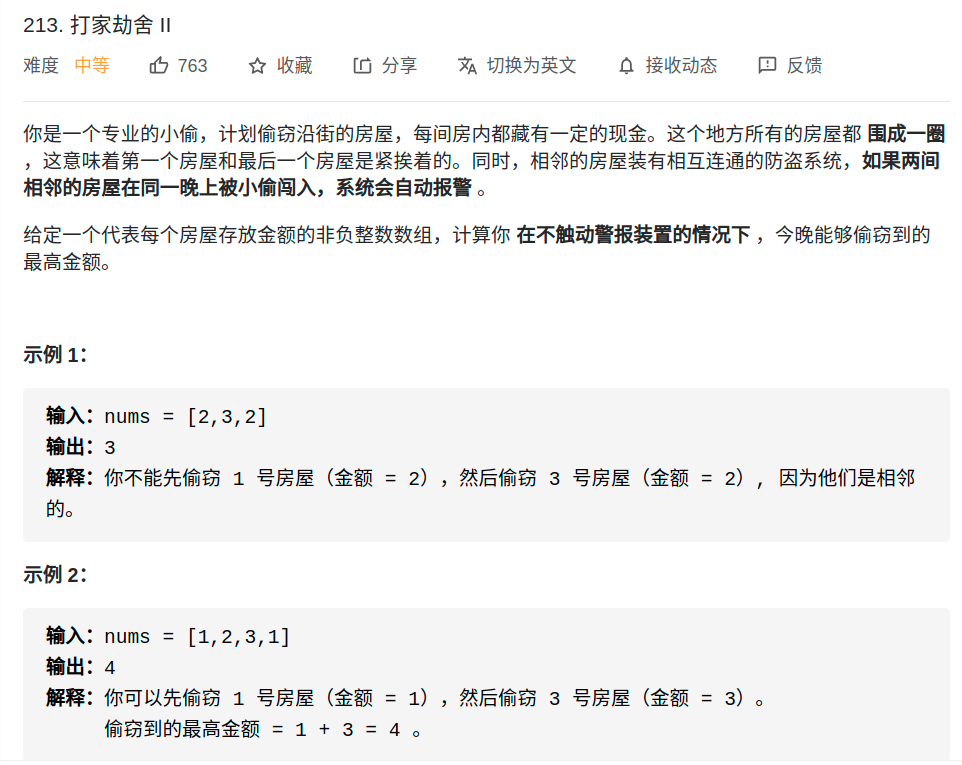 213. 打家劫舍 II
难度 中等 763 收藏 分享 切换为英文 接收动态 反馈
你是一个专业的小偷，计划偷窃沿街的房屋，每间房内都藏有一定的现金。这个地方所有的房屋都 围成一圈
，这意味着第一个房屋和最后一个房屋是紧挨着的。同时，相邻的房屋装有相互连通的防盗系统，如果两间
相邻的房屋在同一晚上被小偷闯入，系统会自动报警 。
给定一个代表每个房屋存放金额的非负整数数组，计算你 在不触动警报装置的情况下 ，今晚能够偷窃到的
最高金额。
示例 1：
输入：nums = [2,3,2]
输出：3
解释：你不能先偷窃 1 号房屋（金额 = 2），然后偷窃 3 号房屋（金额 = 2）, 因为他们是相邻
的。
示例 2：
输入：nums = [1,2,3,1]
输出：4
解释：你可以先偷窃 1 号房屋（金额 = 1），然后偷窃 3 号房屋（金额 = 3）。
偷窃到的最高金额 = 1 + 3 = 4 。